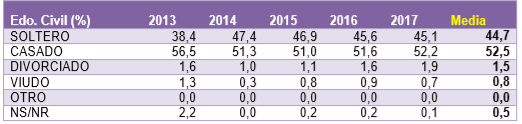 Edo. Civil (%) 2013 2014 2015 2016 2017 Media
SOLTERO 38,4 47,4 46,9 45,6 45,1 44,7
CASADO 56,5 51,3 51,0 51,6 52,2 52,5
DIVORCIADO 1,6 1,0 1,1 1,6 1,9 1,5
VIUDO 1,3 0,3 0,8 0,9 0,7 0,8
OTRO 0,0 0,0 0,0 0,0 0,0 0,0
NS/NR 2,2 0,0 0,2 0,2 0,1 0,5